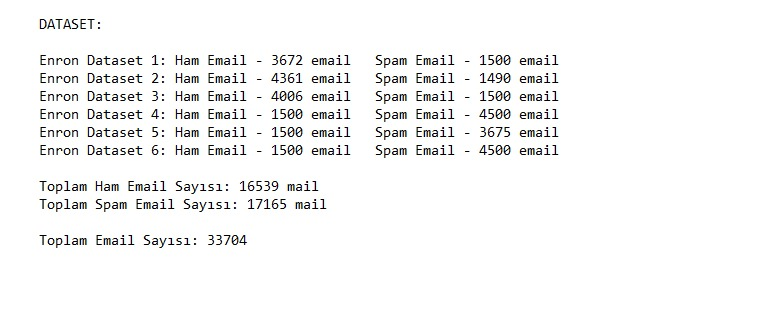 DATASET:
Enron Dataset 1: Ham Email - 3672 email   Spam Email - 1500 email
Enron Dataset 2: Ham Email - 4361 email   Spam Email - 1490 email
Enron Dataset 3: Ham Email - 4006 email   Spam Email - 1500 email
Enron Dataset 4: Ham Email - 1500 email   Spam Email - 4500 email
Enron Dataset 5: Ham Email - 1500 email   Spam Email - 3675 email
Enron Dataset 6: Ham Email - 1500 email   Spam Email - 4500 email
Toplam Ham Email Sayısı: 16539 mail
Toplam Spam Email Sayısı: 17165 mail
Toplam Email Sayısı: 33704